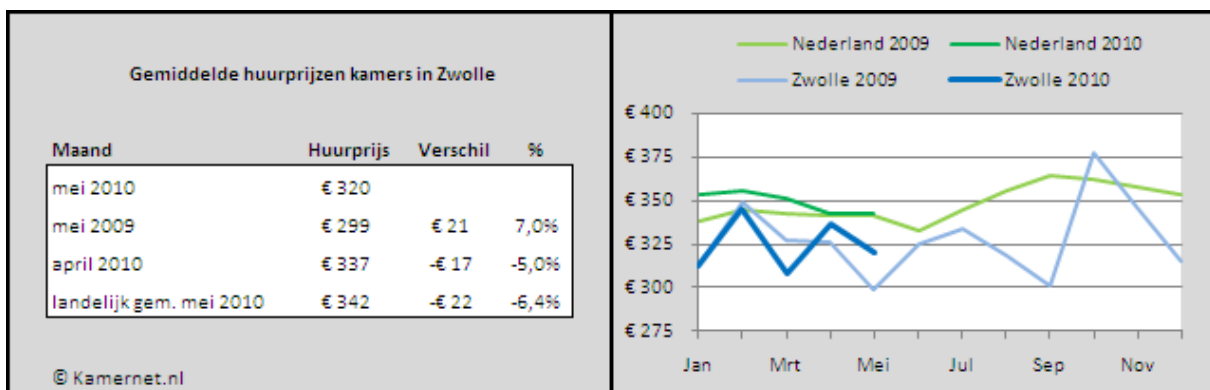 Gemiddelde huurprijzen kamers in Zwolle
Maand Huurprijs Verschil %
mei 2010 € 320
mei 2009 € 299 € 21 7,0%
april 2010 € 337 -€ 17 -5,0%
landelijk gem. mei 2010 € 342 -€ 22 -6,4%
© Kamernet.nl
Nederland 2009 Nederland 2010
Zwolle 2009 Zwolle 2010
€ 400
€ 375
€ 350
€ 325
€ 300
€ 275
Jan Mrt Mei Jul Sep Nov